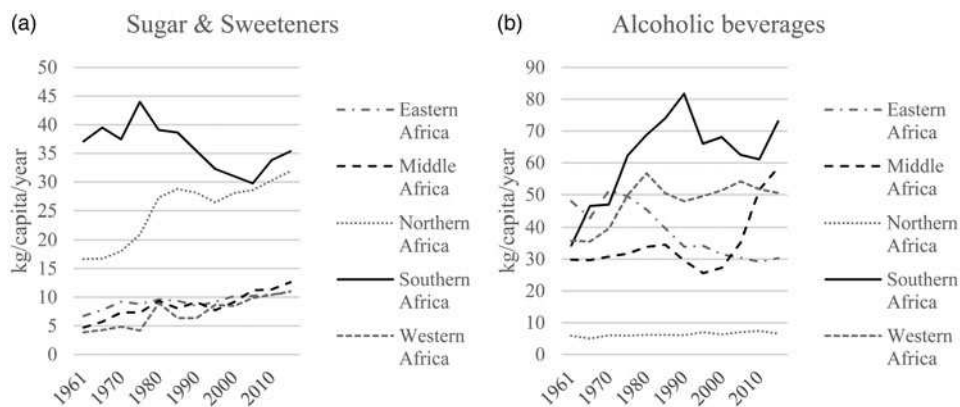 (a) Sugar & Sweeteners
50
45
40
35
30
25
20
15
10
5
0
kg/capita/year
1961
1970
1980
1990
2000
2010
Eastern
Africa
Middle
Africa
Northern
Africa
Southern
Africa
Western
Africa
(b) Alcoholic beverages
90
80
70
60
50
40
30
20
10
0
kg/capita/year
1961
1970
1980
1990
2000
2010
Eastern
Africa
Middle
Africa
Northern
Africa
Southern
Africa
Western
Africa